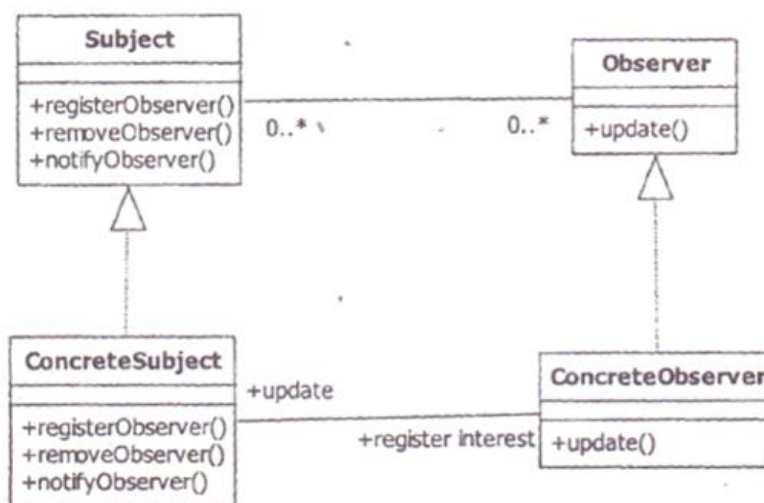 Subject
+registerObserver()
+removeObserver()
+notifyObserver()
Observer
+update()
0..*
0..*
ConcreteSubject
+registerObserver()
+removeObserver()
+notifyObserver()
+update
+register interest
ConcreteObserver
+update()